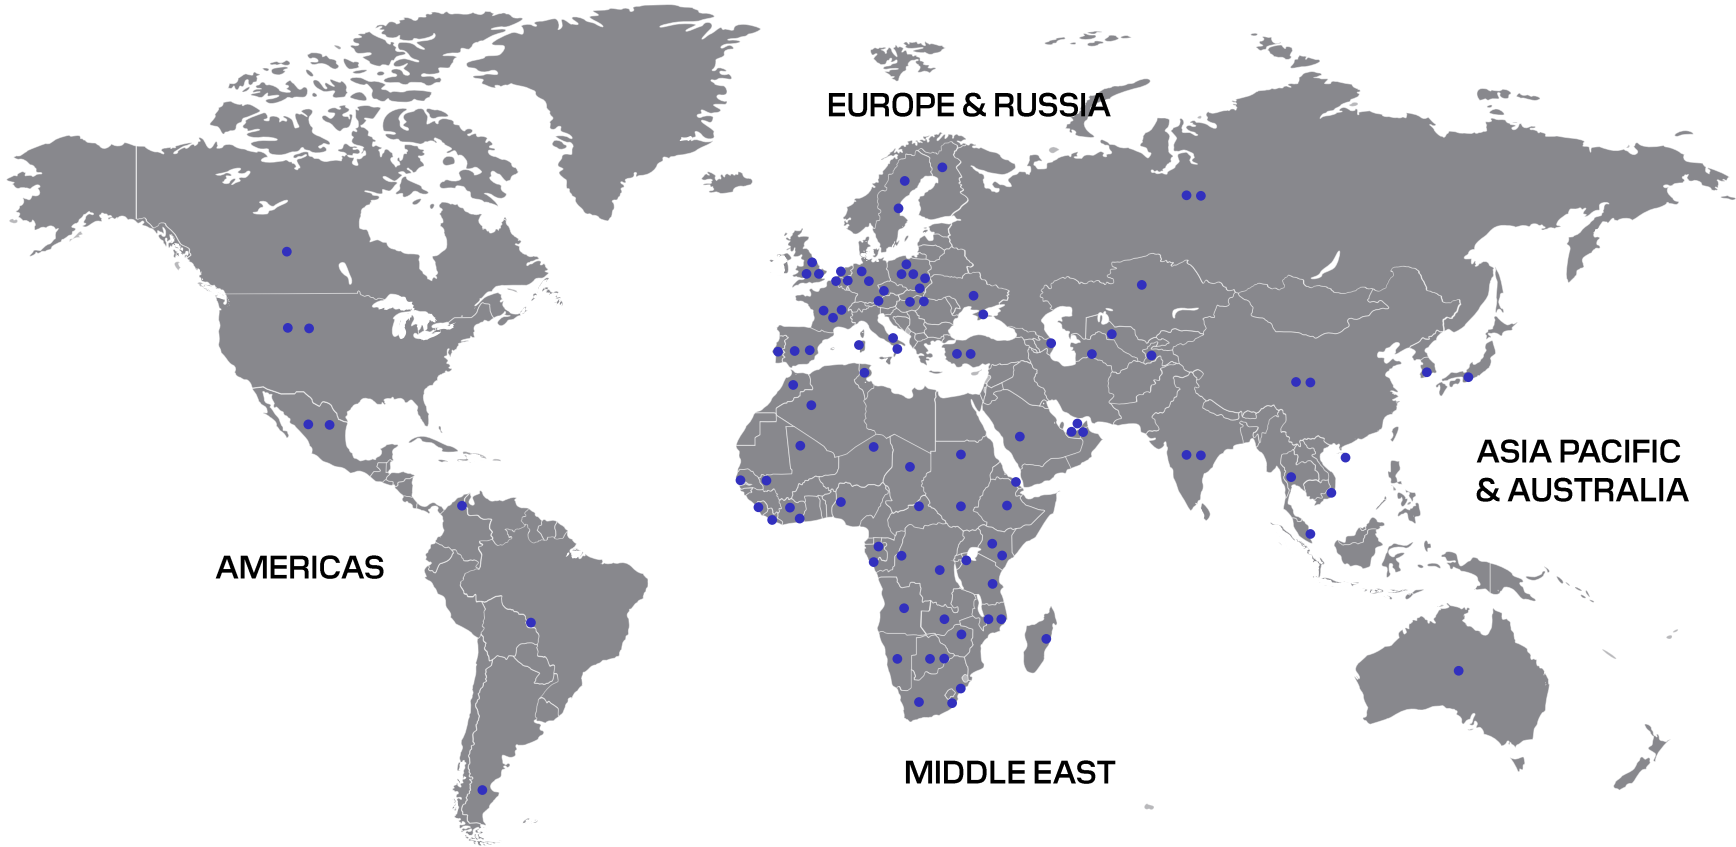 EUROPE & RUSSIA
ASIA PACIFIC
& AUSTRALIA
AMERICAS
MIDDLE EAST